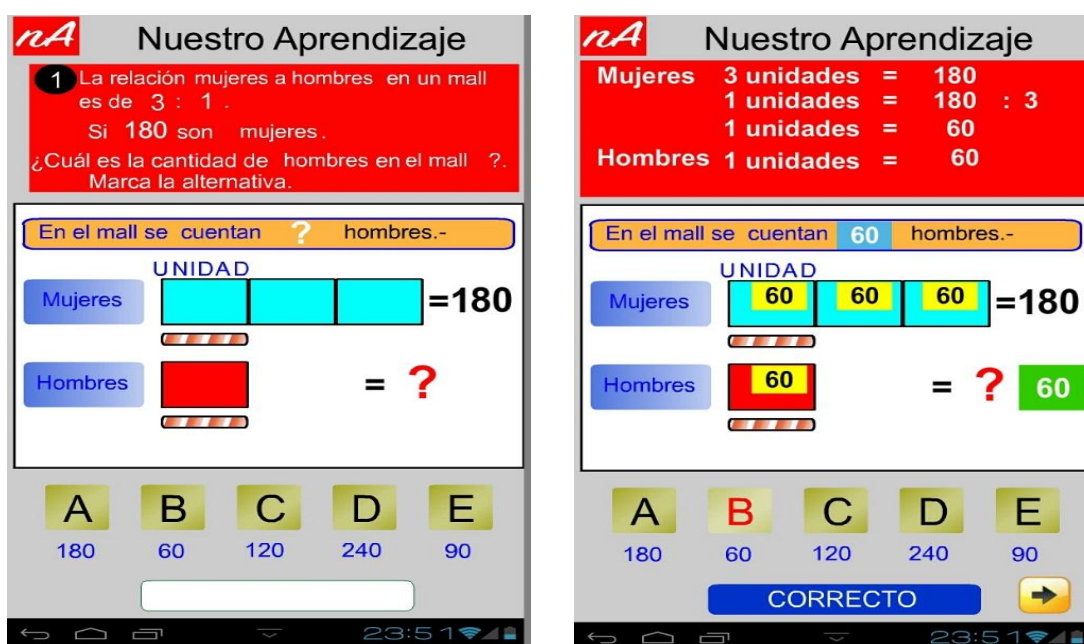 nA Nuestro Aprendizaje
1 La relación mujeres a hombres en un mall
es de 3 : 1 .
Si 180 son mujeres.
¿Cuál es la cantidad de hombres en el mall ?.
Marca la alternativa.
En el mall se cuentan ? hombres.-
UNIDAD
Mujeres =180
Hombres = ?
A B C D E
180 60 120 240 90
23:51
nA Nuestro Aprendizaje
Mujeres 3 unidades = 180
1 unidades = 180 : 3
1 unidades = 60
Hombres 1 unidades = 60
En el mall se cuentan 60 hombres.-
UNIDAD
Mujeres 60 60 60 =180
Hombres 60 = ? 60
A B C D E
180 60 120 240 90
CORRECTO
23:51